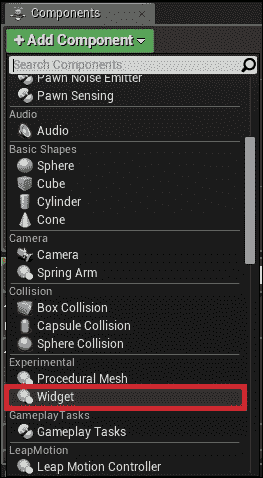 Components
+ Add Component
Search Components
Pawn Noise Emitter
Pawn Sensing
Audio
Audio
Basic Shapes
Sphere
Cube
Cylinder
Cone
Camera
Camera
Spring Arm
Collision
Box Collision
Capsule Collision
Sphere Collision
Experimental
Procedural Mesh
Widget
GameplayTasks
Gameplay Tasks
LeapMotion
Leap Motion Controller